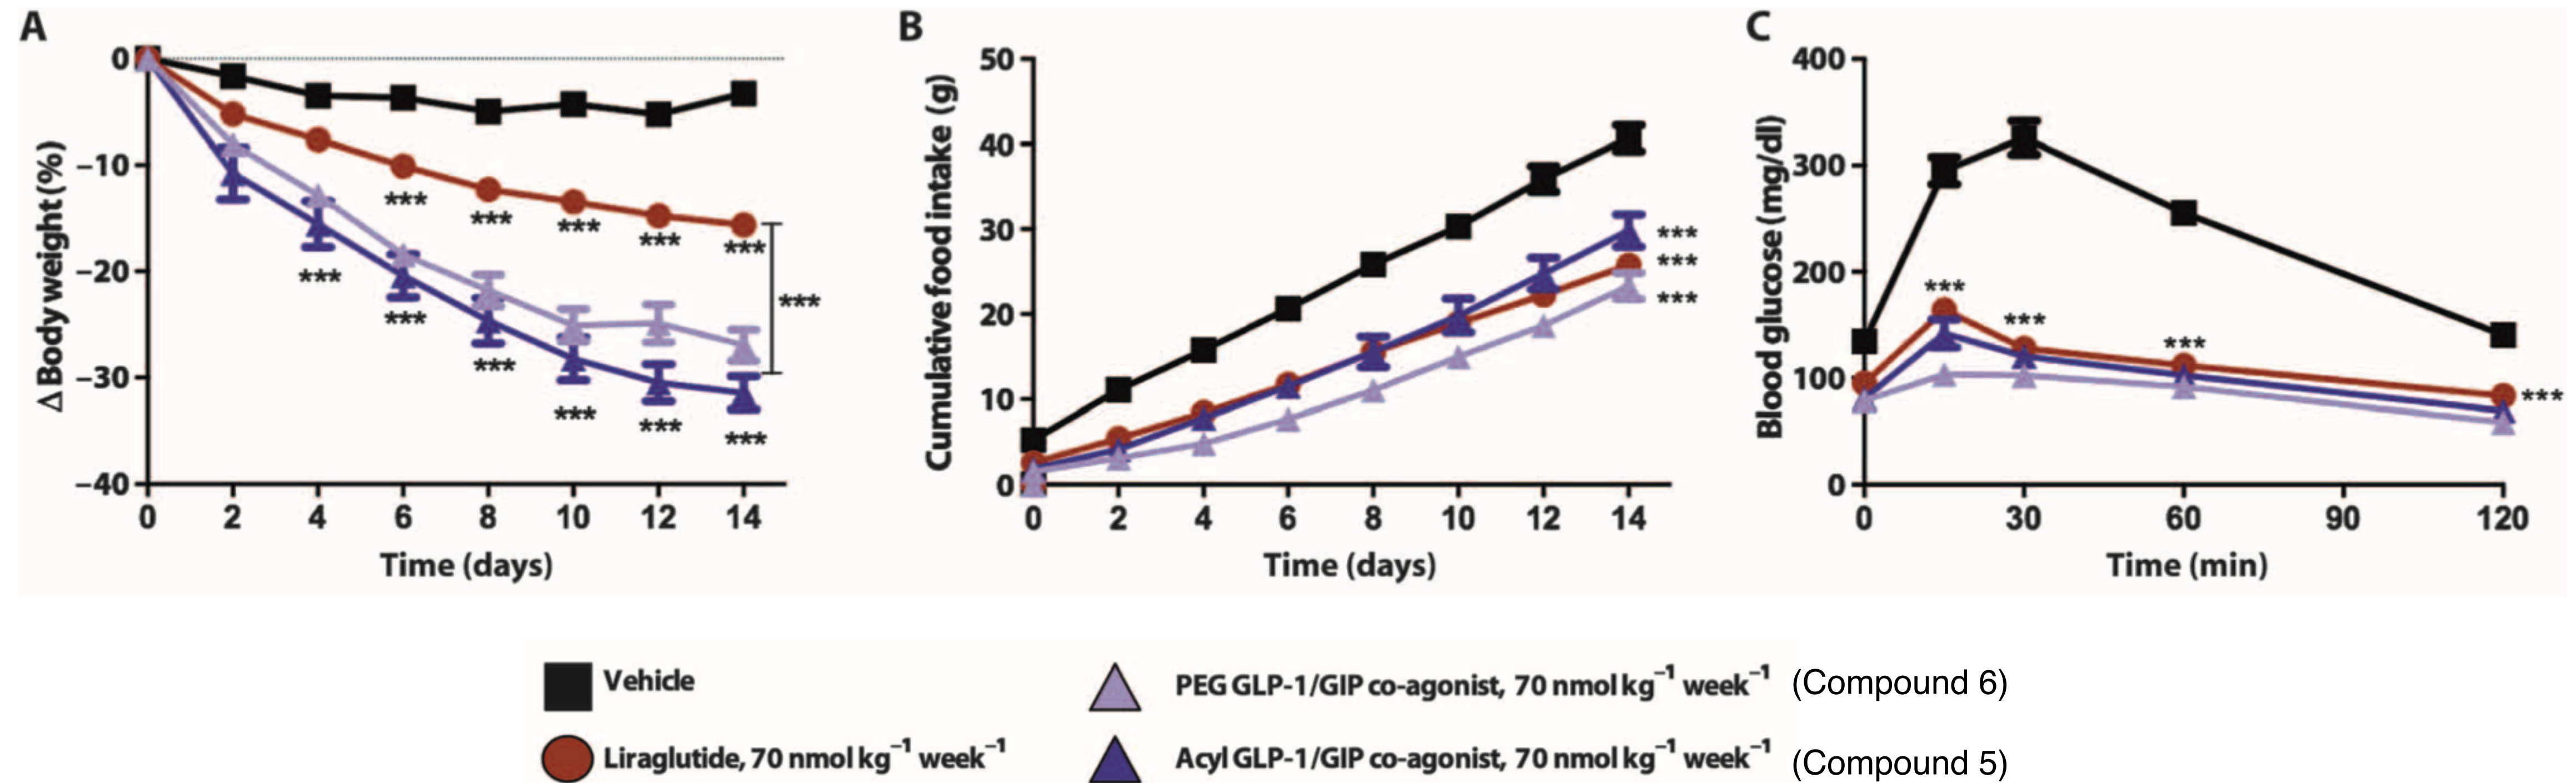 A
Δ Body weight (%)
0
−10
−20
−30
−40
***
***
***
***
***
***
***
***
***
***
***
***
0 2 4 6 8 10 12 14
Time (days)
B
Cumulative food intake (g)
50
40
30
20
10
0
***
***
***
0 2 4 6 8 10 12 14
Time (days)
C
Blood glucose (mg/dl)
400
300
200
100
0
***
***
***
***
0 30 60 90 120
Time (min)
Vehicle
Liraglutide, 70 nmol kg⁻¹ week⁻¹
PEG GLP-1/GIP co-agonist, 70 nmol kg⁻¹ week⁻¹ (Compound 6)
Acyl GLP-1/GIP co-agonist, 70 nmol kg⁻¹ week⁻¹ (Compound 5)